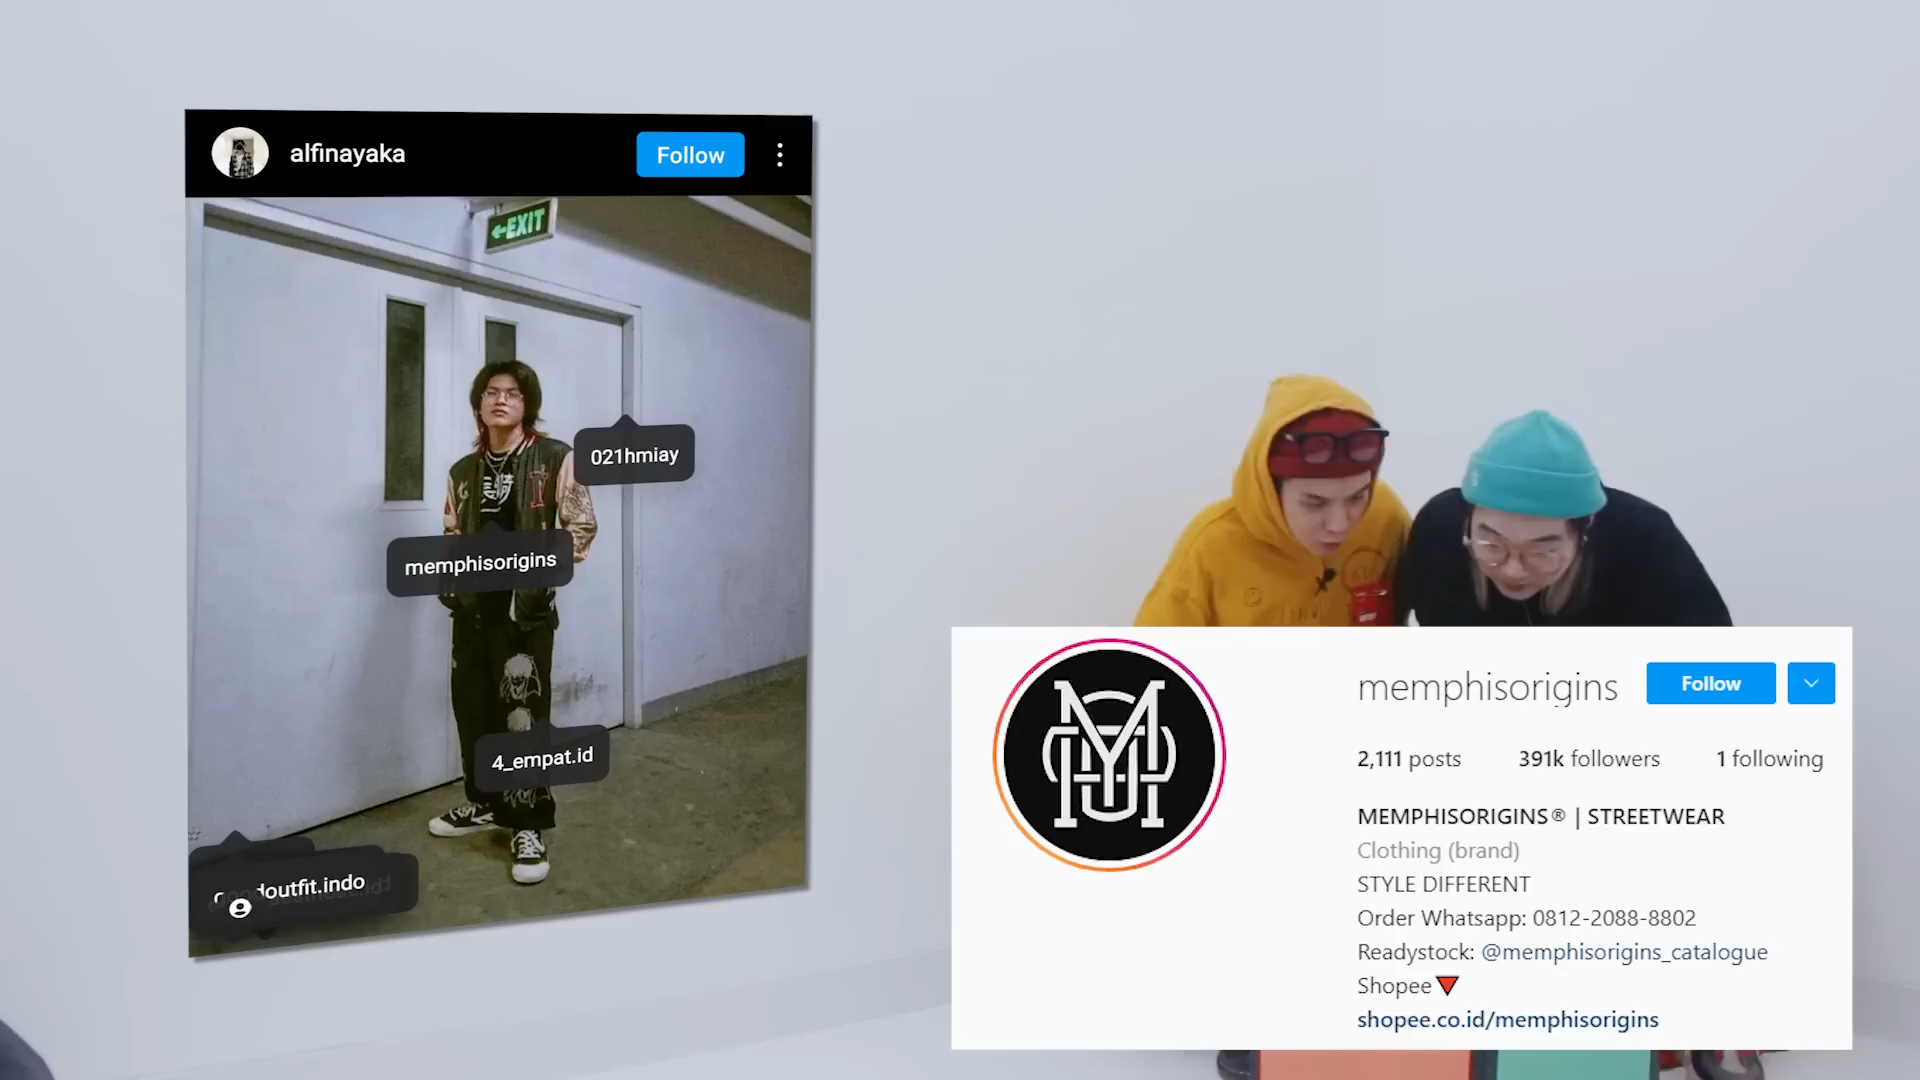 alfinayaka
Follow
EXIT
021hmiay
memphisorigins
4_empat.id
outfit.indo
memphisorigins
Follow
2,111 posts 391k followers 1 following
MEMPHISORIGINS® | STREETWEAR
Clothing (brand)
STYLE DIFFERENT
Order Whatsapp: 0812-2088-8802
Readystock: @memphisorigins_catalogue
Shopee
shopee.co.id/memphisorigins